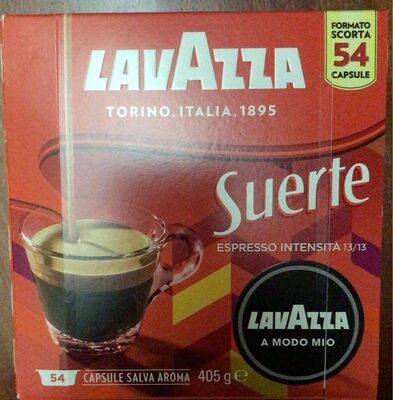 LAVAZZA
TORINO, ITALIA, 1895
FORMATO
SCORTA
54
CAPSULE
Suerte
ESPRESSO INTENSITÀ 13/13
LAVAZZA
A MODO MIO
54 CAPSULE SALVA AROMA 405 g e